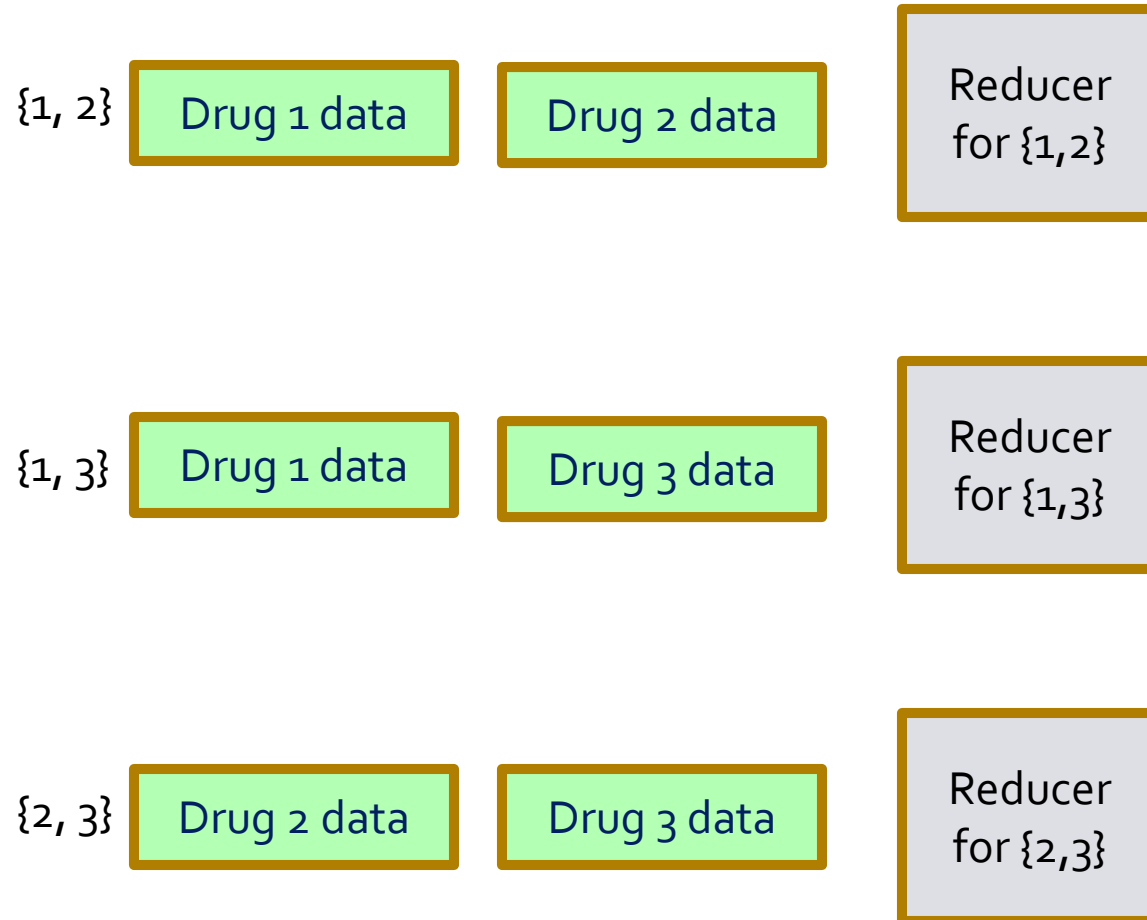 {1, 2}
Drug 1 data
Drug 2 data
Reducer
for {1,2}
{1, 3}
Drug 1 data
Drug 3 data
Reducer
for {1,3}
{2, 3}
Drug 2 data
Drug 3 data
Reducer
for {2,3}